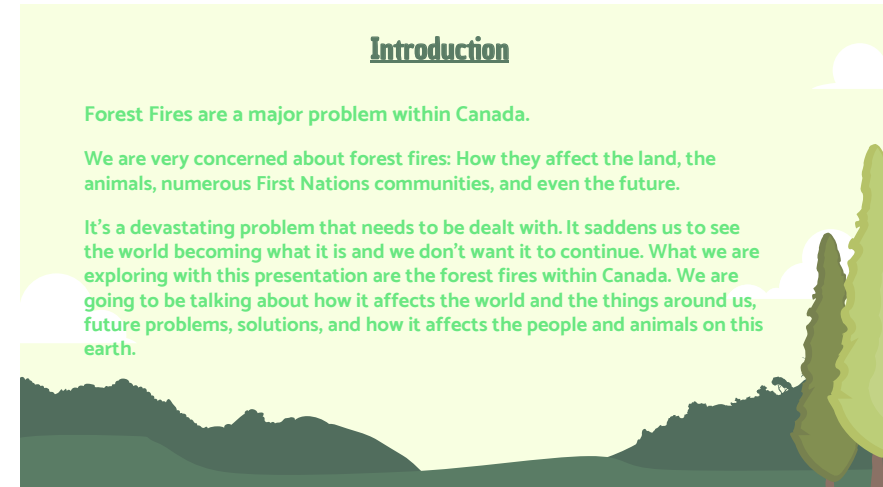 Introduction
Forest Fires are a major problem within Canada.
We are very concerned about forest fires: How they affect the land, the
animals, numerous First Nations communities, and even the future.
It’s a devastating problem that needs to be dealt with. It saddens us to see
the world becoming what it is and we don’t want it to continue. What we are
exploring with this presentation are the forest fires within Canada. We are
going to be talking about how it affects the world and the things around us,
future problems, solutions, and how it affects the people and animals on this
earth.